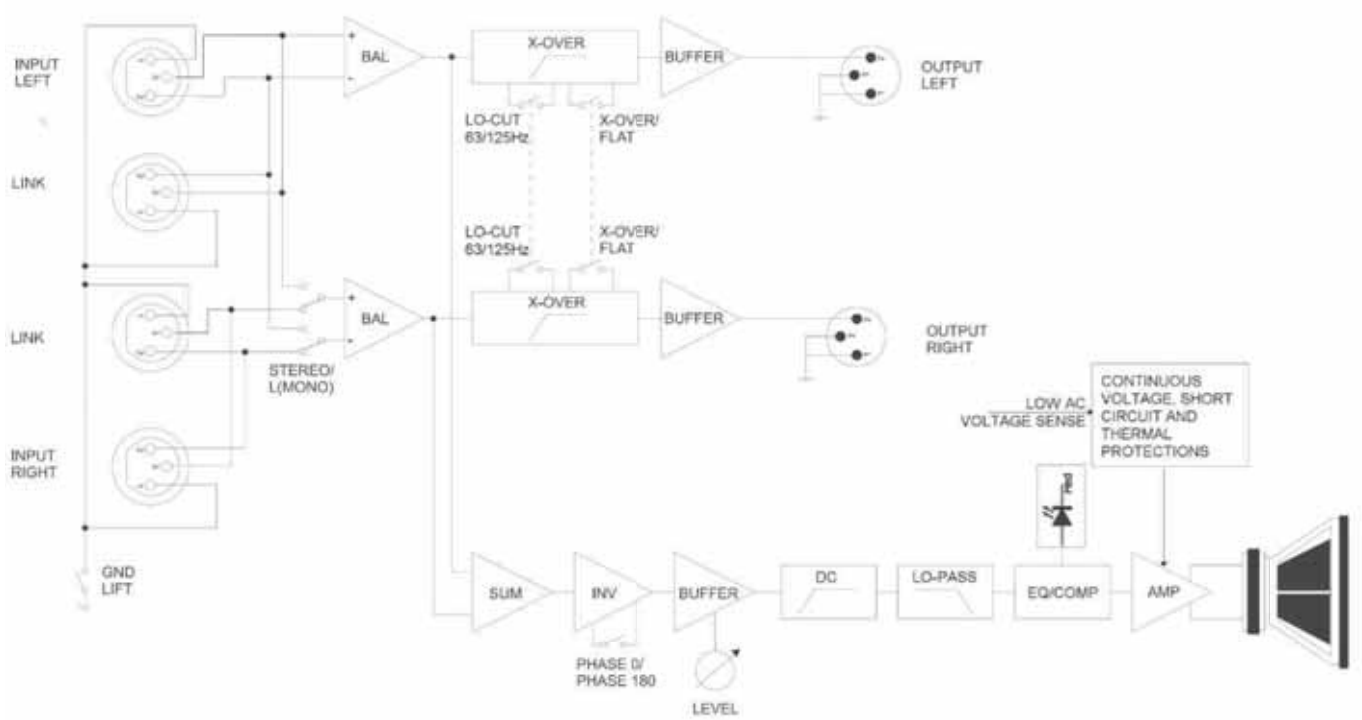 INPUT
LEFT
BAL
X-OVER
BUFFER
OUTPUT
LEFT
LO-CUT
63/125Hz
X-OVER/
FLAT
LINK
LO-CUT
63/125Hz
X-OVER/
FLAT
LINK
BAL
X-OVER
BUFFER
OUTPUT
RIGHT
STEREO/
L(MONO)
INPUT
RIGHT
LOW AC
VOLTAGE SENSE
CONTINUOUS
VOLTAGE, SHORT
CIRCUIT AND
THERMAL
PROTECTIONS
Red
GND
LIFT
SUM
INV
BUFFER
DC
LO-PASS
EQ/COMP
AMP
PHASE 0/
PHASE 180
LEVEL